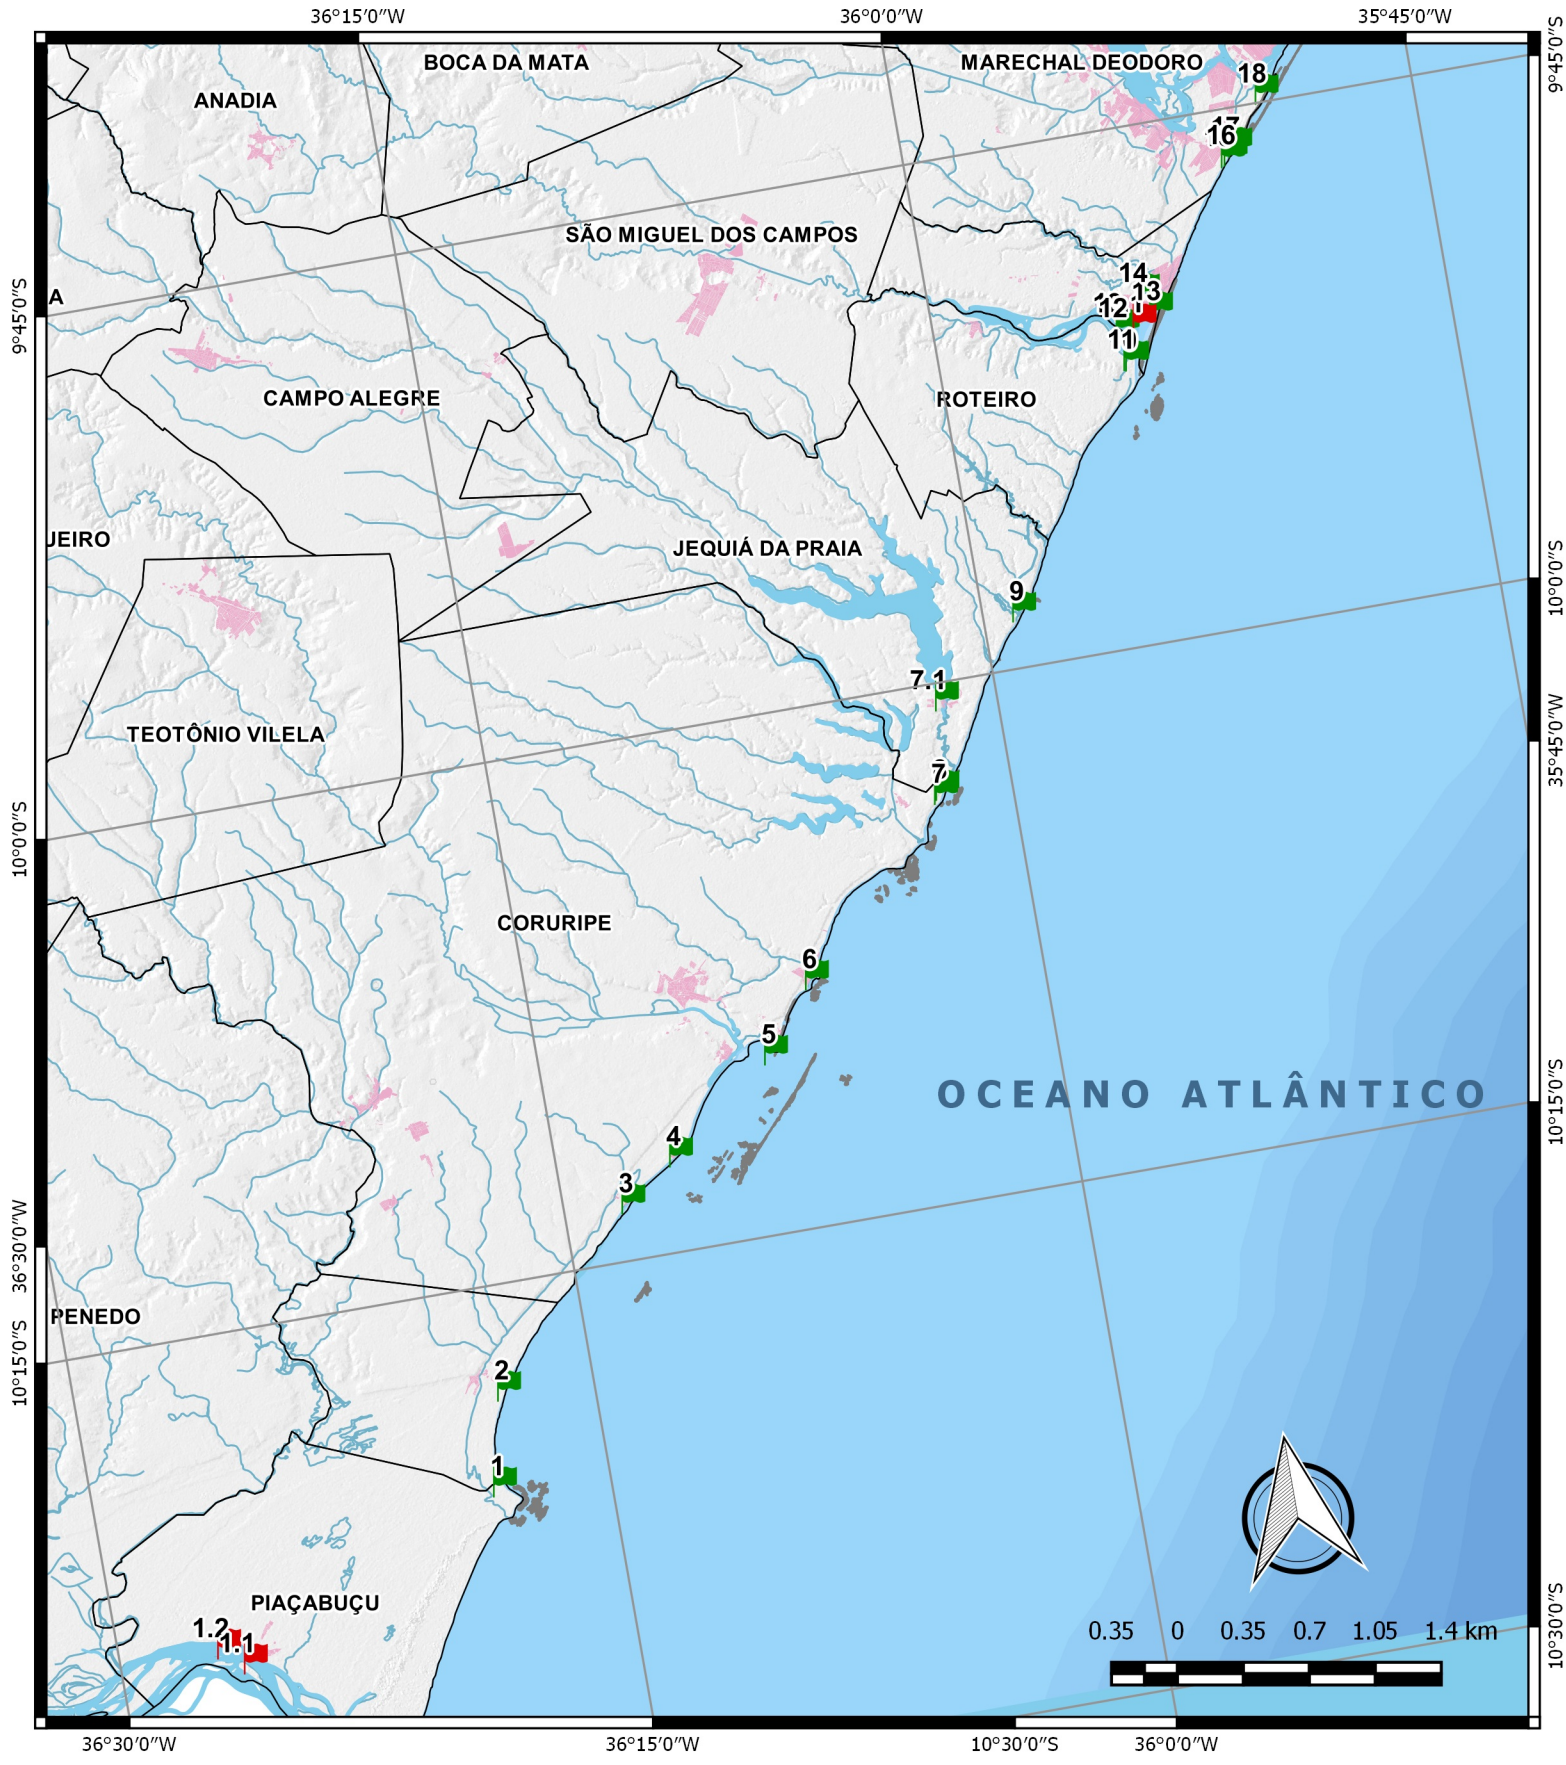 36°15'0"W
36°0'0"W
35°45'0"W
9°45'0"S
BOCA DA MATA
MARECHAL DEODORO
18
ANADIA
17
16
SÃO MIGUEL DOS CAMPOS
14
13
A
12
9°45'0"S
11
CAMPO ALEGRE
ROTEIRO
JEIRO
JEQUIÁ DA PRAIA
10°0'0"S
9
7.1
TEOTÔNIO VILELA
35°45'0"W
7
10°0'0"S
CORURIPE
6
5
OCEANO ATLÂNTICO
10°15'0"S
4
3
36°30'0"W
PENEDO
10°15'0"S
2
1
PIAÇABUÇU
1.2
1.1
0.35 0 0.35 0.7 1.05 1.4 km
10°30'0"S
36°30'0"W
36°15'0"W
10°30'0"S
36°0'0"W